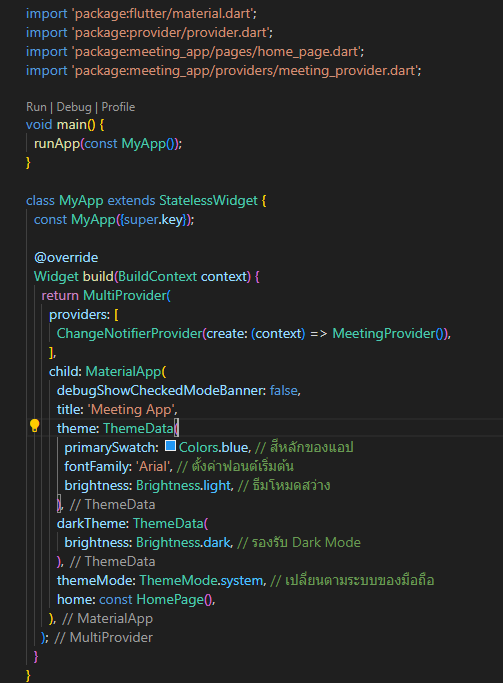 import 'package:flutter/material.dart';
import 'package:provider/provider.dart';
import 'package:meeting_app/pages/home_page.dart';
import 'package:meeting_app/providers/meeting_provider.dart';
Run | Debug | Profile
void main() {
runApp(const MyApp());
}
class MyApp extends StatelessWidget {
const MyApp({super.key});
@override
Widget build(BuildContext context) {
return MultiProvider(
providers: [
ChangeNotifierProvider(create: (context) => MeetingProvider()),
],
child: MaterialApp(
debugShowCheckedModeBanner: false,
title: 'Meeting App',
theme: ThemeData(
primarySwatch: Colors.blue, // สีหลักของแอป
fontFamily: 'Arial', // ตั้งค่าฟอนต์เริ่มต้น
brightness: Brightness.light, // ธีมโหมดสว่าง
), // ThemeData
darkTheme: ThemeData(
brightness: Brightness.dark, // รองรับ Dark Mode
), // ThemeData
themeMode: ThemeMode.system, // เปลี่ยนตามระบบของมือถือ
home: const HomePage(),
), // MaterialApp
); // MultiProvider
}
}